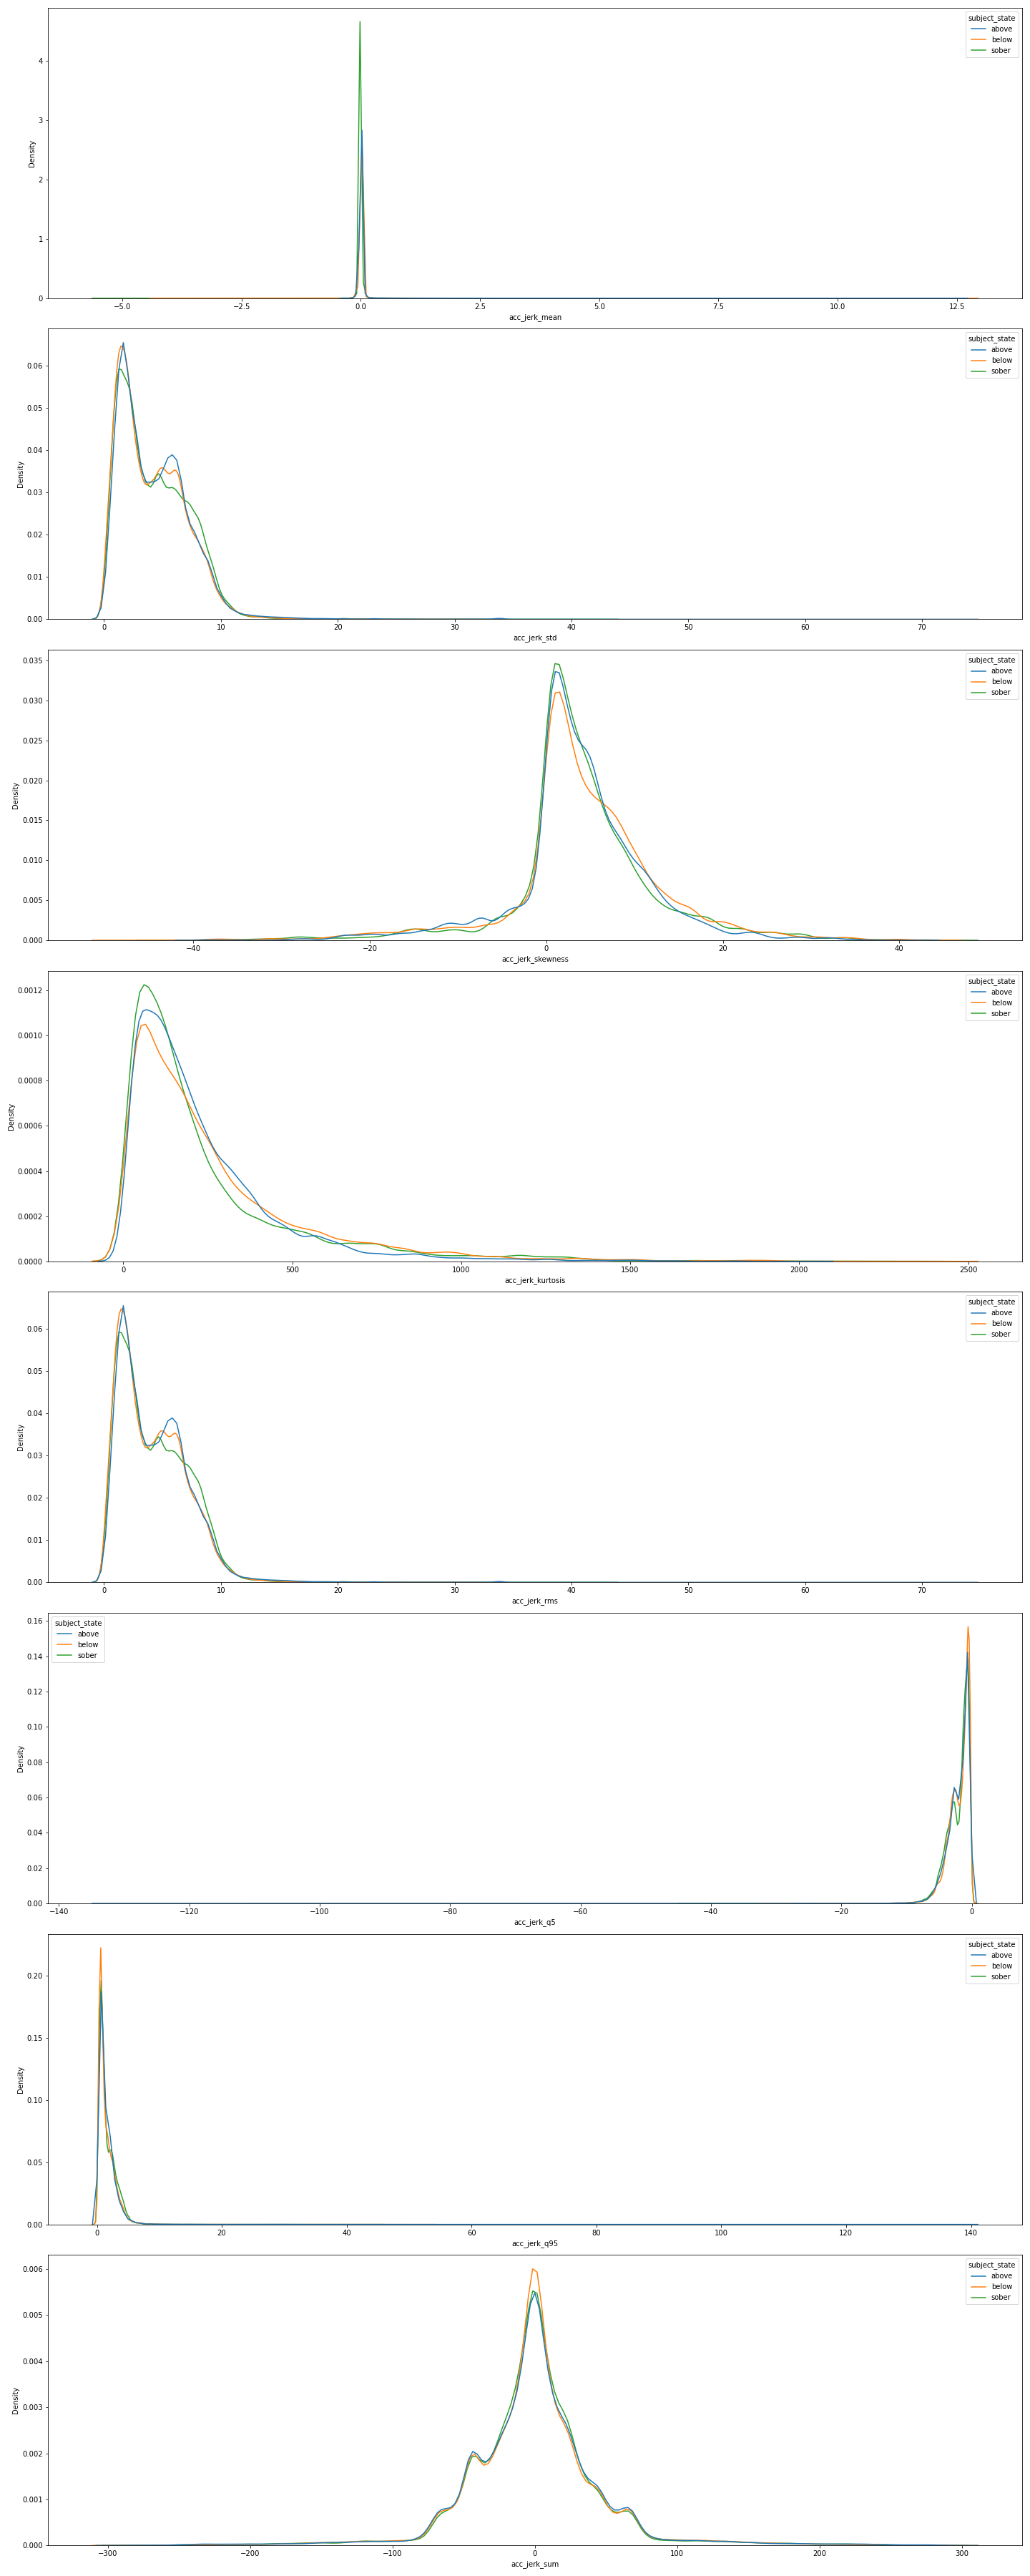 subject_state
above
below
sober
Density
4
3
2
1
0
−5.0 −2.5 0.0 2.5 5.0 7.5 10.0 12.5
acc_jerk_mean
subject_state
above
below
sober
Density
0.06
0.05
0.04
0.03
0.02
0.01
0.00
0 10 20 30 40 50 60 70
acc_jerk_std
subject_state
above
below
sober
Density
0.035
0.030
0.025
0.020
0.015
0.010
0.005
0.000
−40 −20 0 20 40
acc_jerk_skewness
subject_state
above
below
sober
Density
0.0012
0.0010
0.0008
0.0006
0.0004
0.0002
0.0000
0 500 1000 1500 2000 2500
acc_jerk_kurtosis
subject_state
above
below
sober
Density
0.06
0.05
0.04
0.03
0.02
0.01
0.00
0 10 20 30 40 50 60 70
acc_jerk_rms
subject_state
above
below
sober
Density
0.16
0.14
0.12
0.10
0.08
0.06
0.04
0.02
0.00
−140 −120 −100 −80 −60 −40 −20 0
acc_jerk_q5
subject_state
above
below
sober
Density
0.20
0.15
0.10
0.05
0.00
0 20 40 60 80 100 120 140
acc_jerk_q95
subject_state
above
below
sober
Density
0.006
0.005
0.004
0.003
0.002
0.001
0.000
−300 −200 −100 0 100 200 300
acc_jerk_sum